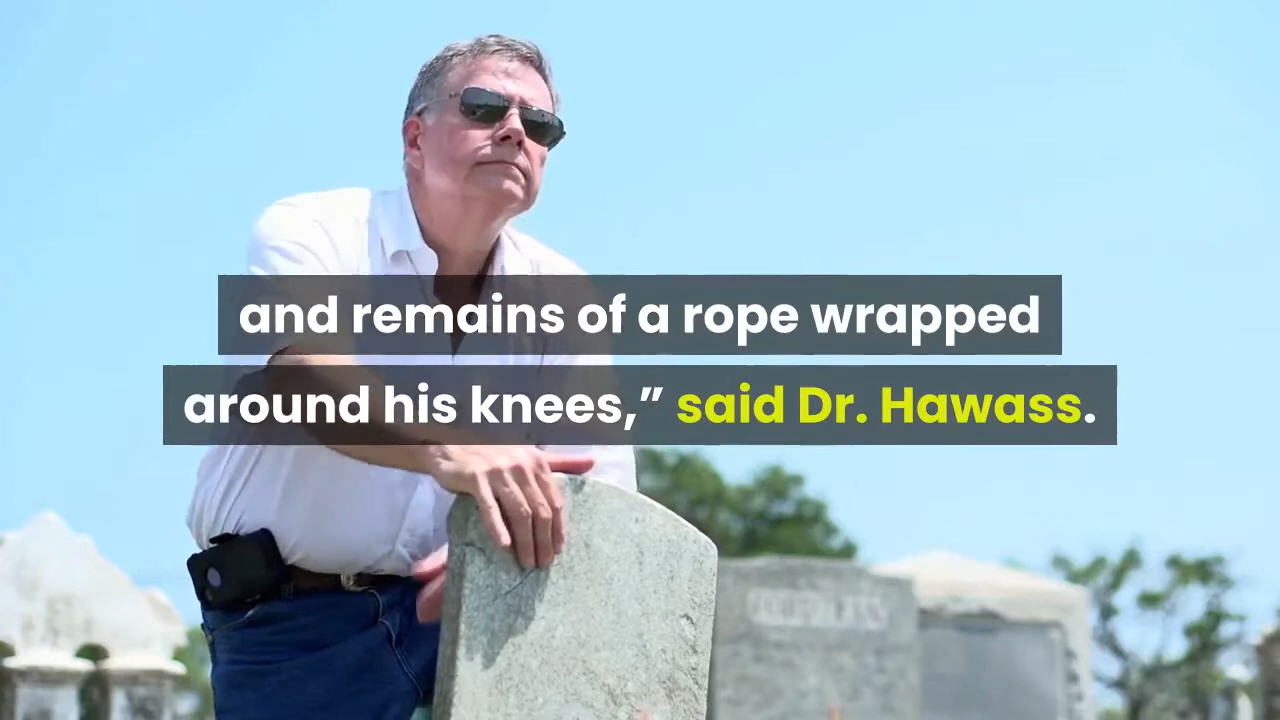 and remains of a rope wrapped
around his knees,” said Dr. Hawass.